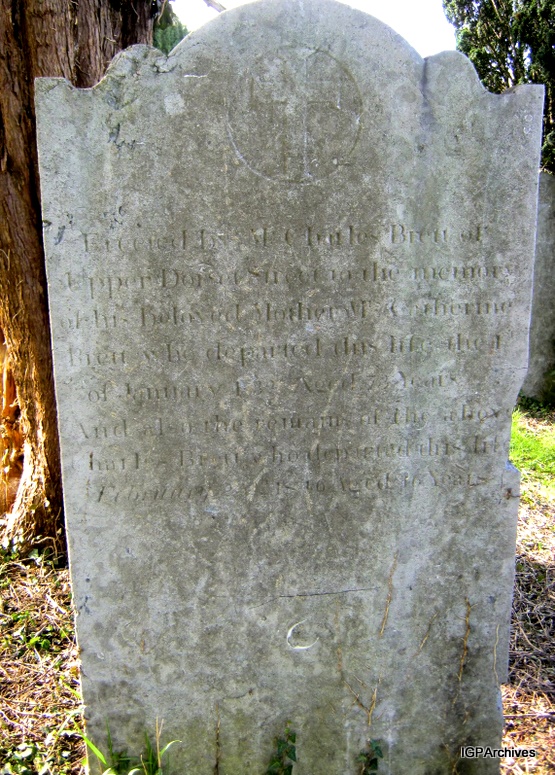 Erected by Mr Charles Brett of
Upper Dorset Street to the memory
of his Beloved Mother Mrs Catherine
Brett who departed this life the
of January Aged Years
And also the remains of the above
Charles Brett who departed this life
February Aged 36 Years
IGPArchives